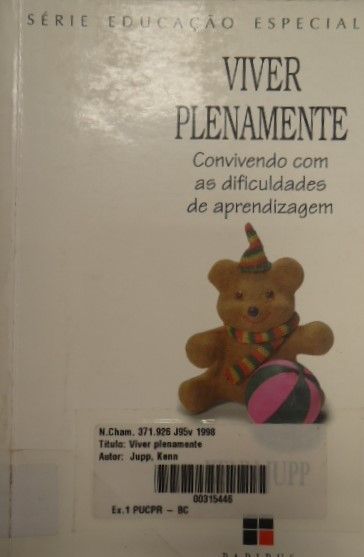 SÉRIE EDUCAÇÃO ESPECIAL
VIVER
PLENAMENTE
Convivendo com
as dificuldades
de aprendizagem
N.Cham. 371.926 J95v 1998
Título: Viver plenamente
Autor: Jupp, Kenn
00315446
JUPP
Ex.1 PUCPR – BC